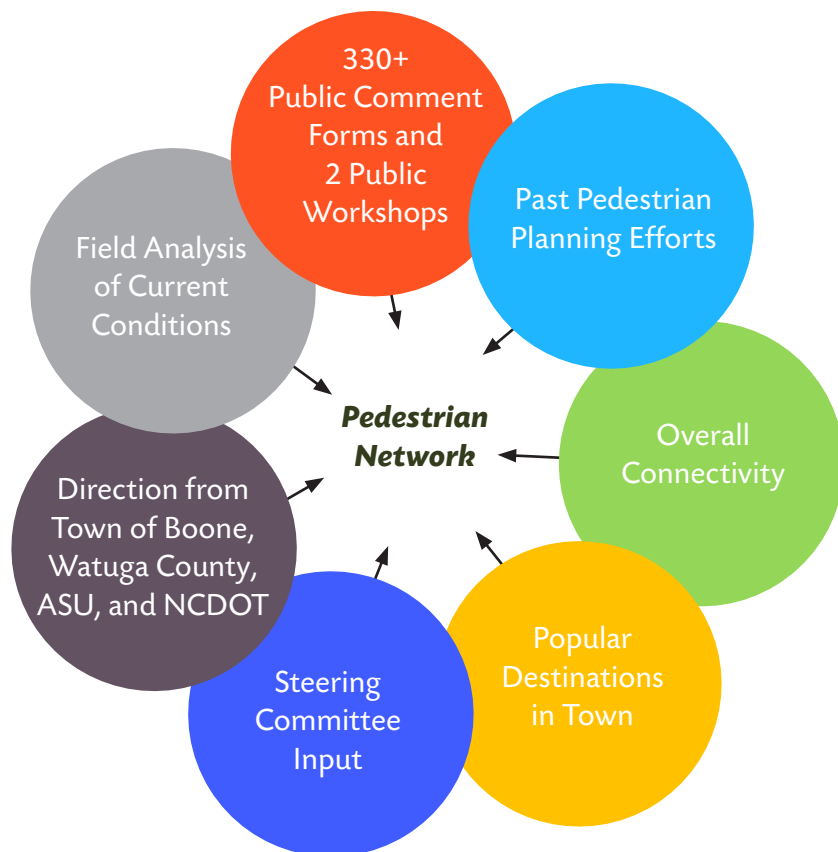 330+
Public Comment
Forms and
2 Public
Workshops
Past Pedestrian
Planning Efforts
Field Analysis
of Current
Conditions
Pedestrian
Network
Overall
Connectivity
Direction from
Town of Boone,
Watuga County,
ASU, and NCDOT
Popular
Destinations
in Town
Steering
Committee
Input